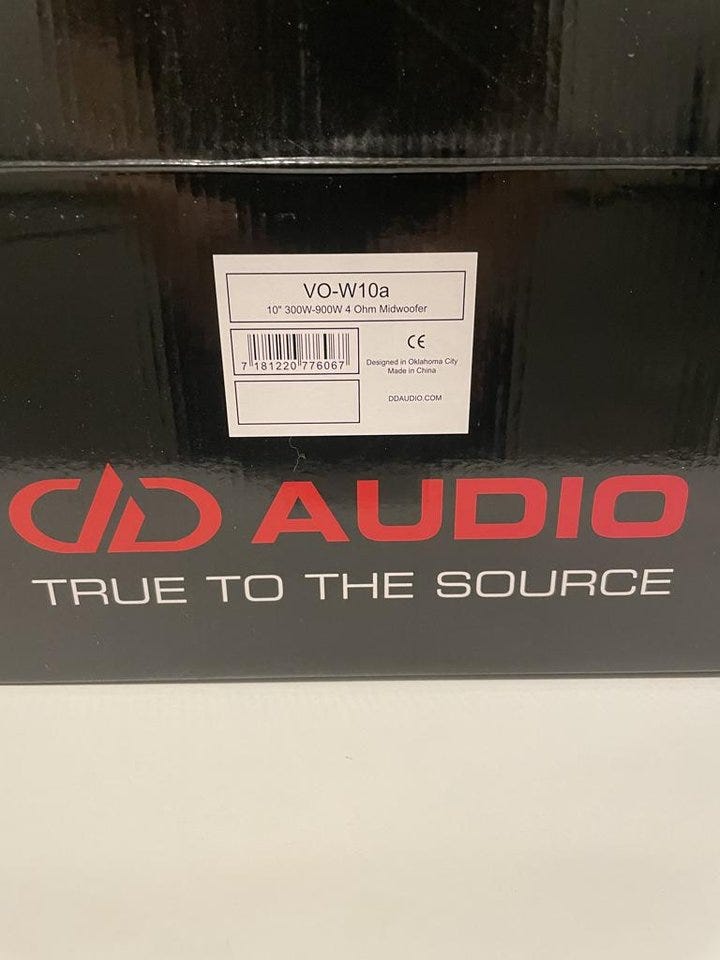 VO-W10a
10" 300W-900W 4 Ohm Midwoofer
7 181220 776067
CE
Designed in Oklahoma City
Made in China
DDAUDIO.COM
DD AUDIO
TRUE TO THE SOURCE